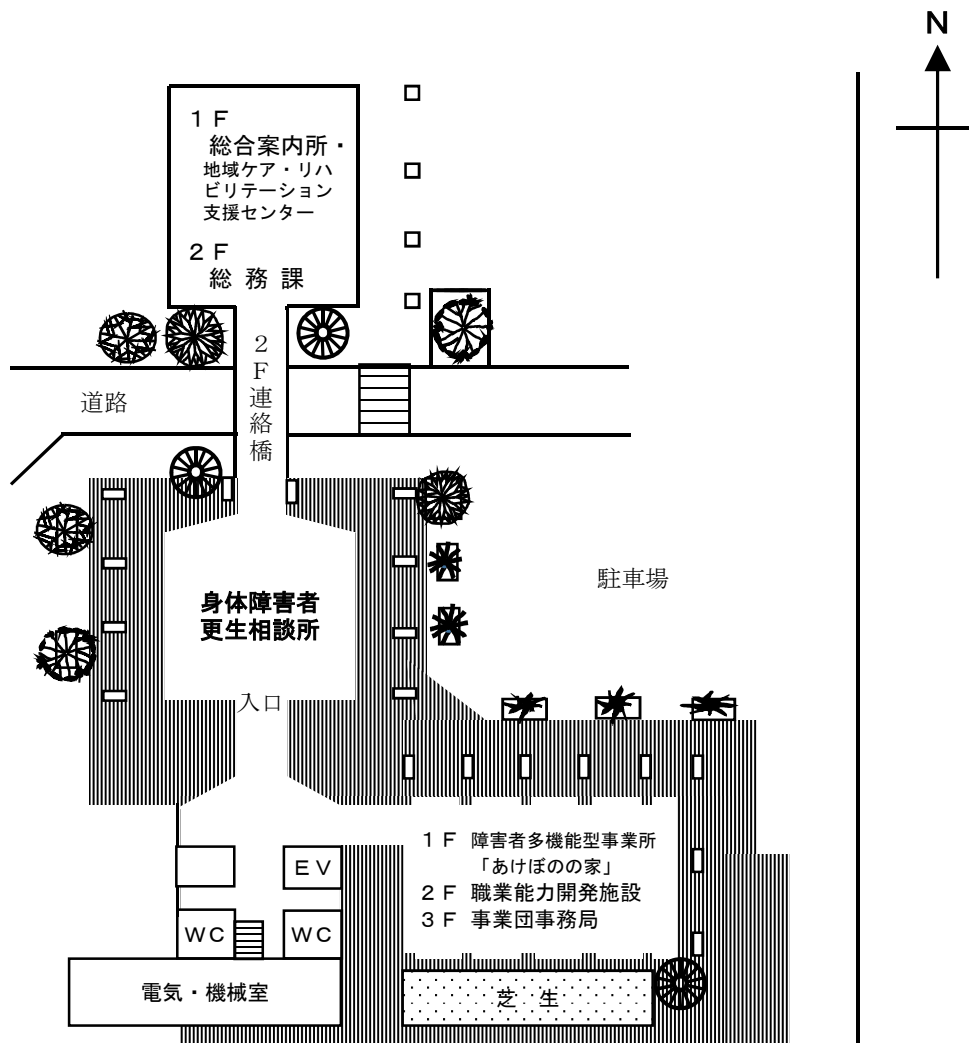 N
1F
総合案内所・
地域ケア・リハ
ビリテーション
支援センター
2F
総務課
2F連絡橋
道路
身体障害者
更生相談所
駐車場
入口
1F 障害者多機能型事業所
「あけぼのの家」
2F 職業能力開発施設
3F 事業団事務局
EV
WC
WC
電気・機械室
芝生